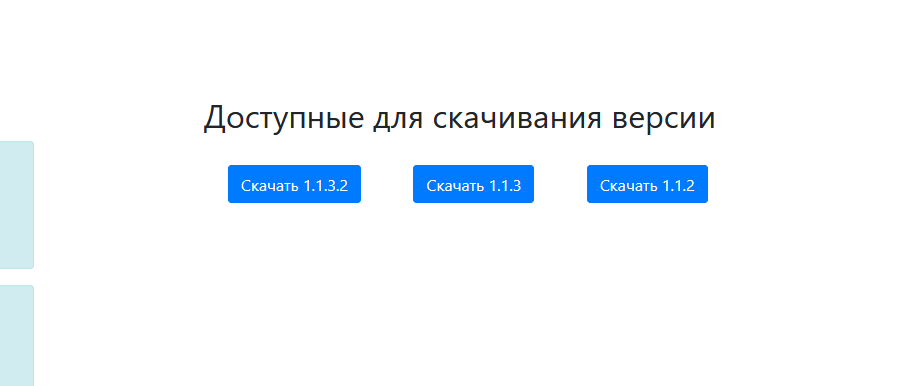 Доступные для скачивания версии
Скачать 1.1.3.2 Скачать 1.1.3 Скачать 1.1.2